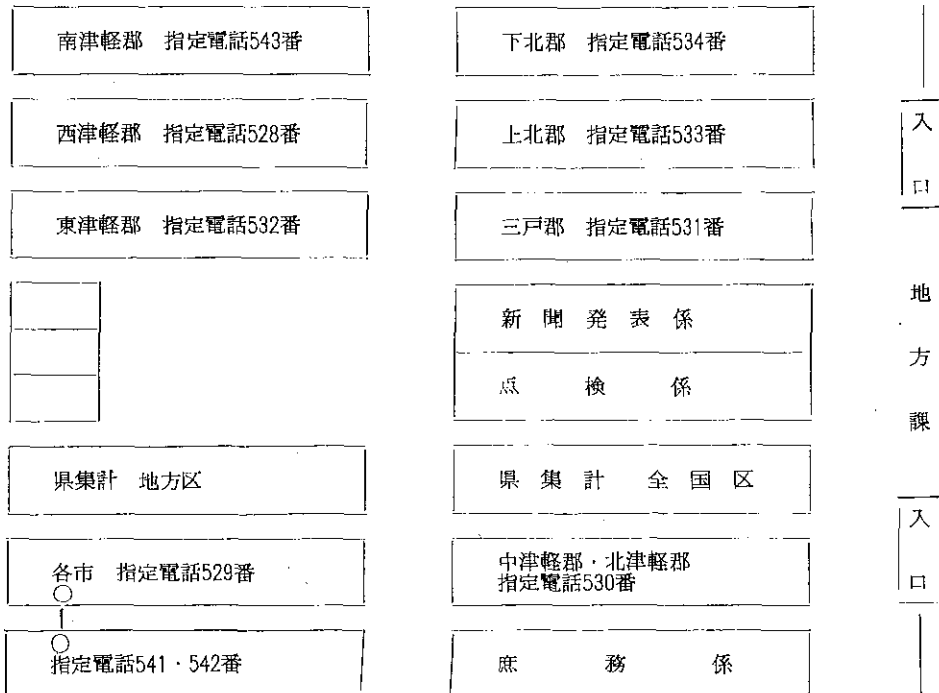 南津軽郡　指定電話543番
西津軽郡　指定電話528番
東津軽郡　指定電話532番
県集計　地方区
各市　指定電話529番
指定電話541・542番
下北郡　指定電話534番
上北郡　指定電話533番
三戸郡　指定電話531番
新聞発表係
点検係
県集計　全国区
中津軽郡・北津軽郡
指定電話530番
庶務係
入口
地方課
入口